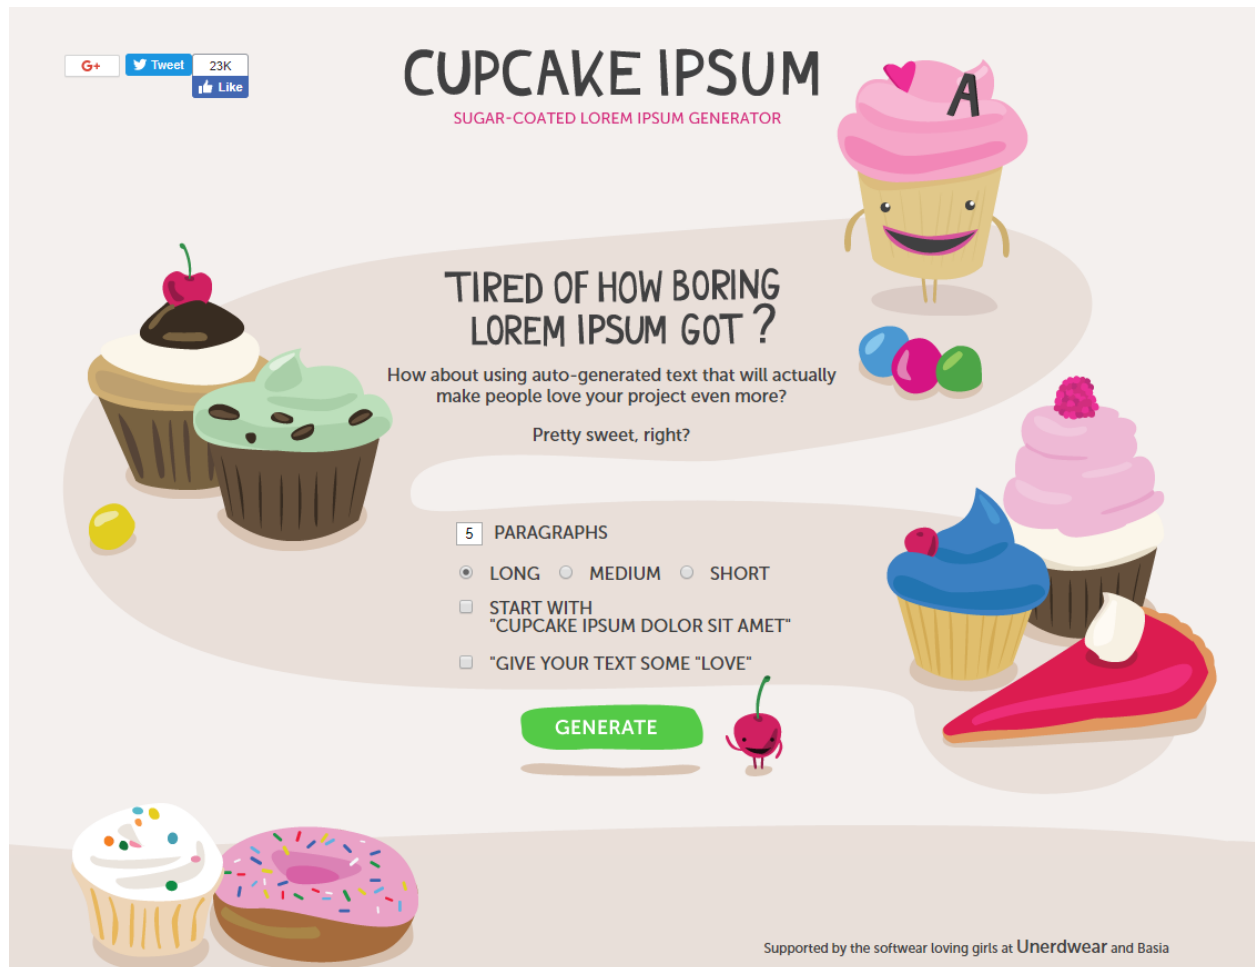 G+
Tweet
23K
Like
CUPCAKE IPSUM
SUGAR-COATED LOREM IPSUM GENERATOR
A
TIRED OF HOW BORING
LOREM IPSUM GOT ?
How about using auto-generated text that will actually
make people love your project even more?
Pretty sweet, right?
5 PARAGRAPHS
LONG MEDIUM SHORT
START WITH
"CUPCAKE IPSUM DOLOR SIT AMET"
"GIVE YOUR TEXT SOME "LOVE"
GENERATE
Supported by the softwear loving girls at Unerdwear and Basia